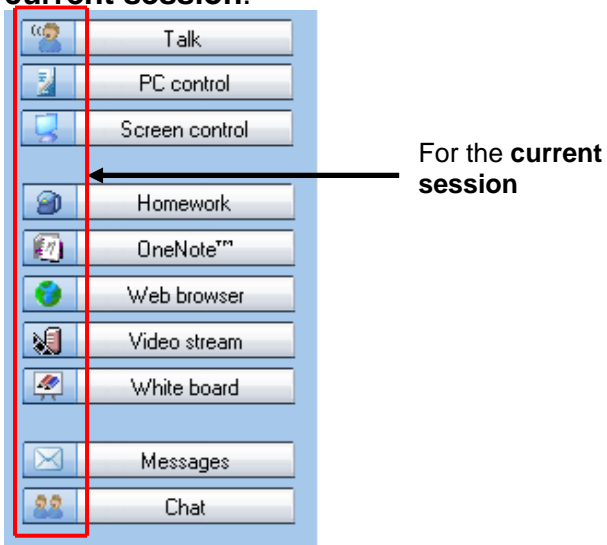 current session.
Talk
PC control
Screen control
For the current
session
Homework
OneNote™
Web browser
Video stream
White board
Messages
Chat